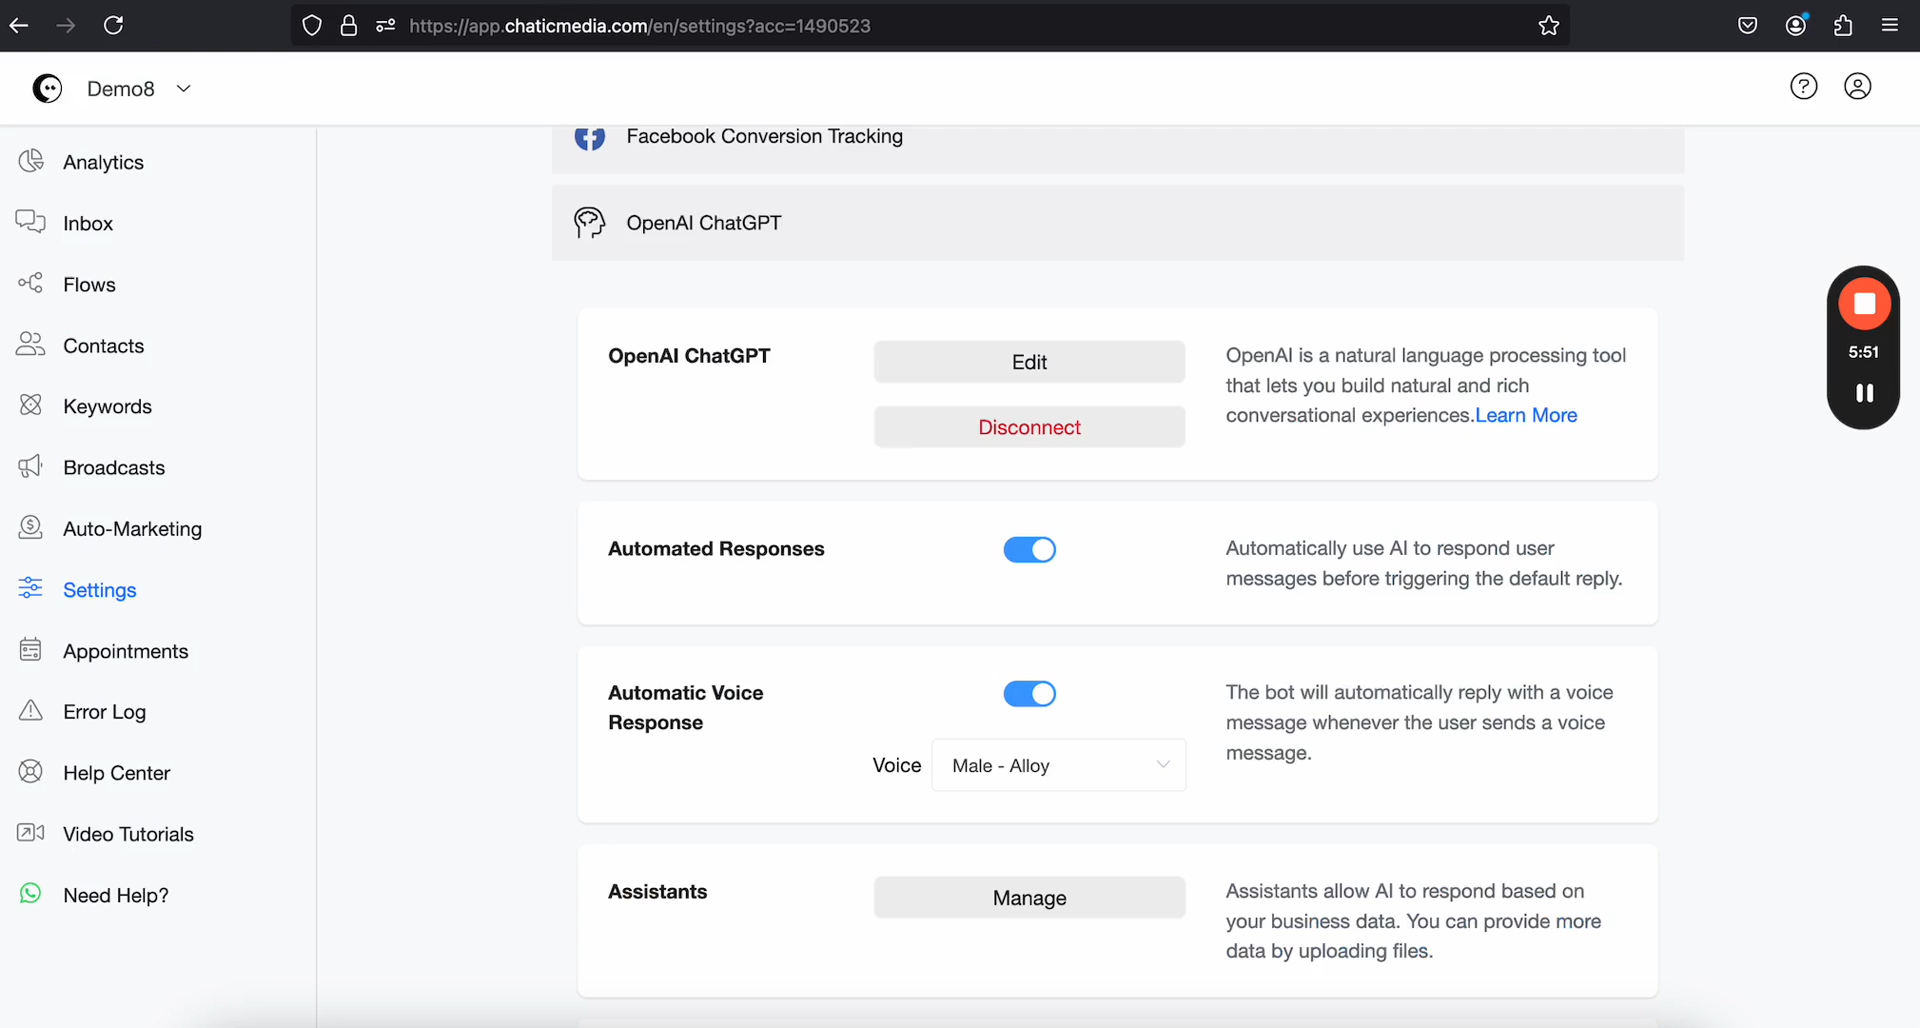 https://app.chaticmedia.com/en/settings?acc=1490523
Demo8
Analytics
Inbox
Flows
Contacts
Keywords
Broadcasts
Auto-Marketing
Settings
Appointments
Error Log
Help Center
Video Tutorials
Need Help?
Facebook Conversion Tracking
OpenAI ChatGPT
OpenAI ChatGPT
Edit
Disconnect
OpenAI is a natural language processing tool
that lets you build natural and rich
conversational experiences.Learn More
Automated Responses
Automatically use AI to respond user
messages before triggering the default reply.
Automatic Voice
Response
Voice
Male - Alloy
The bot will automatically reply with a voice
message whenever the user sends a voice
message.
Assistants
Manage
Assistants allow AI to respond based on
your business data. You can provide more
data by uploading files.
5:51